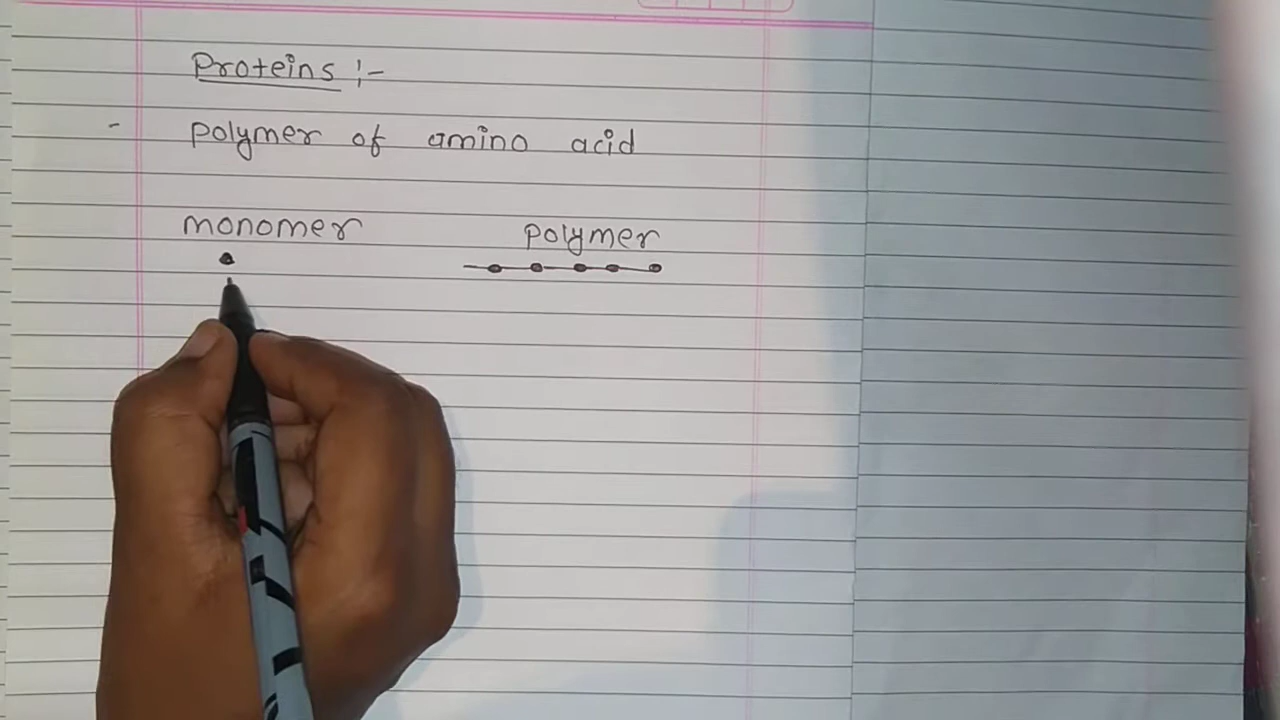 Proteins :-
- Polymer of amino acid
monomer polymer